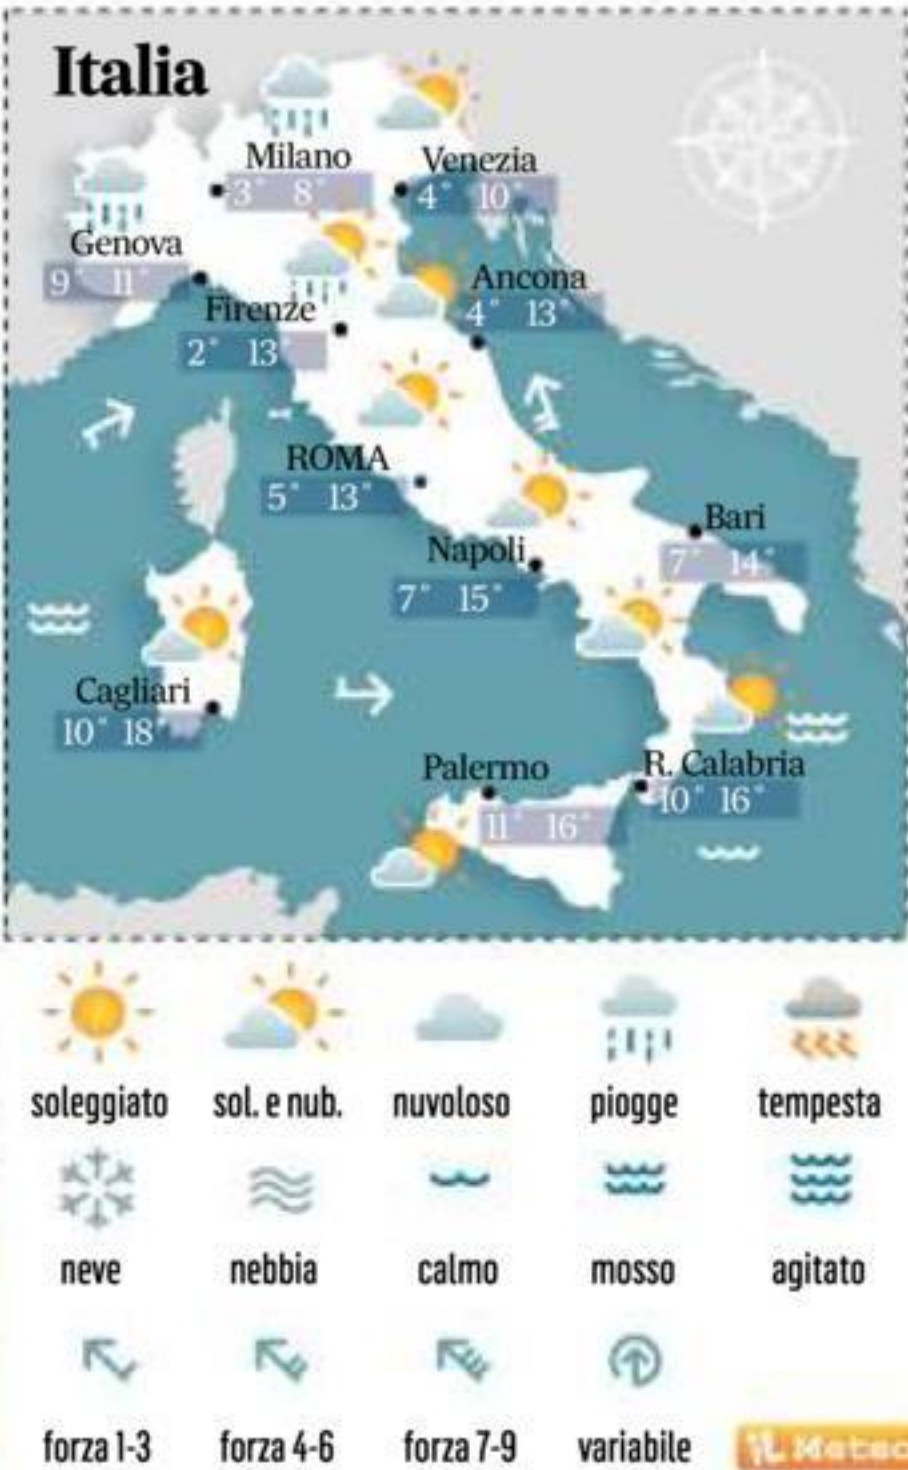 Italia
Milano
3° 8°
Venezia
4° 10°
Genova
9° 11°
Firenze
2° 13°
Ancona
4° 13°
ROMA
5° 13°
Napoli
7° 15°
Bari
7° 14°
Cagliari
10° 18°
Palermo
11° 16°
R. Calabria
10° 16°
soleggiato sol. e nub. nuvoloso piogge tempesta
neve nebbia calmo mosso agitato
forza 1-3 forza 4-6 forza 7-9 variabile
iL Meteo